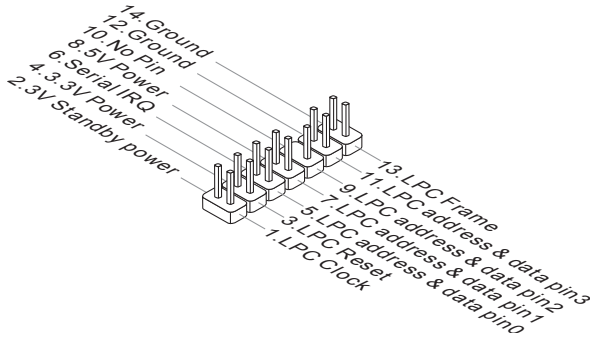 14.Ground
12.Ground
10.No Pin
8.5V Power
6.Serial IRQ
4.3.3V Power
2.3V Standby power
13.LPC Frame
11.LPC address & data pin3
9.LPC address & data pin2
7.LPC address & data pin1
5.LPC address & data pin0
3.LPC Reset
1.LPC Clock